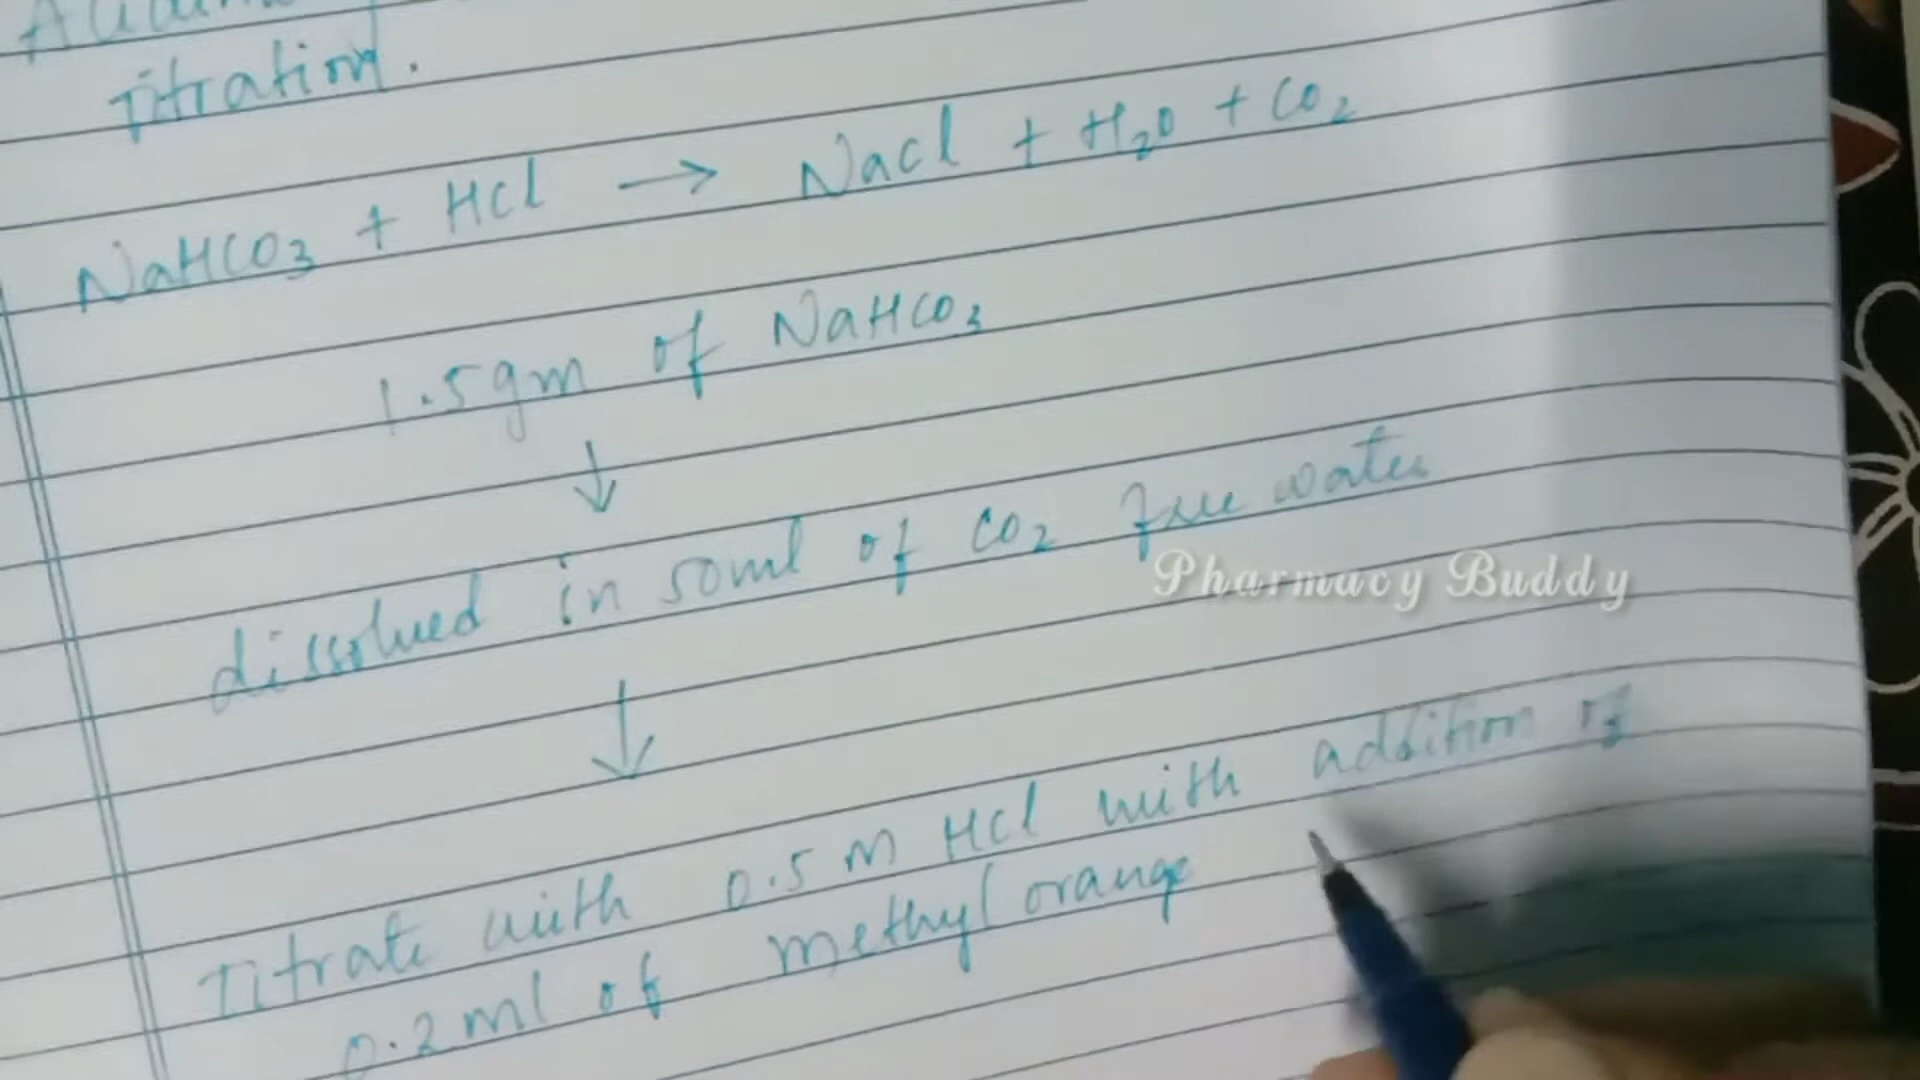 Titration.
NaHCO3 + HCl → NaCl + H2O + CO2
1.5gm of NaHCO3
↓
dissolved in 50ml of CO2 free water
Pharmacy Buddy
↓
Titrate with 0.5 M HCl with addition of
0.2 ml of methyl orange